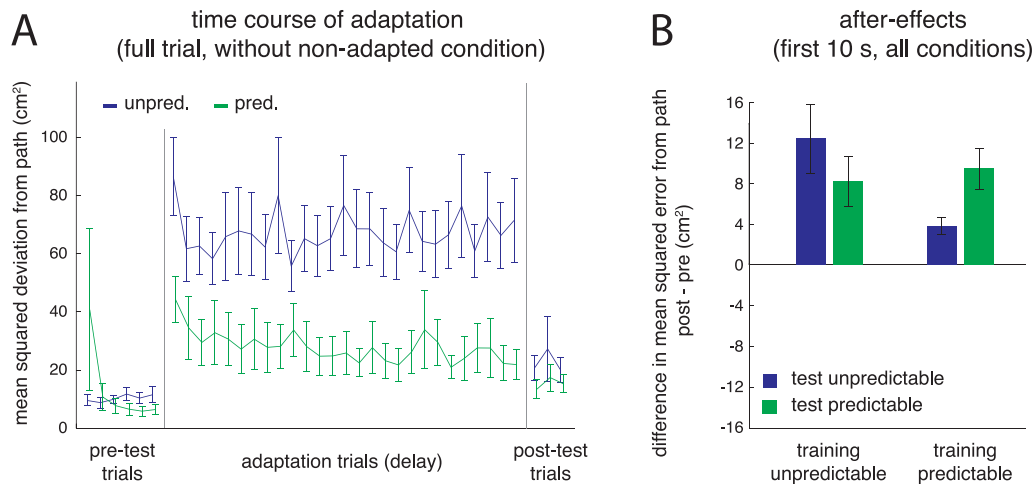 A
time course of adaptation
(full trial, without non-adapted condition)
unpred.
pred.
mean squared deviation from path (cm²)
100
80
60
40
20
0
pre-test
trials
adaptation trials (delay)
post-test
trials
B
after-effects
(first 10 s, all conditions)
difference in mean squared error from path
post - pre (cm²)
16
12
8
4
0
-4
-8
-12
-16
test unpredictable
test predictable
training
unpredictable
training
predictable